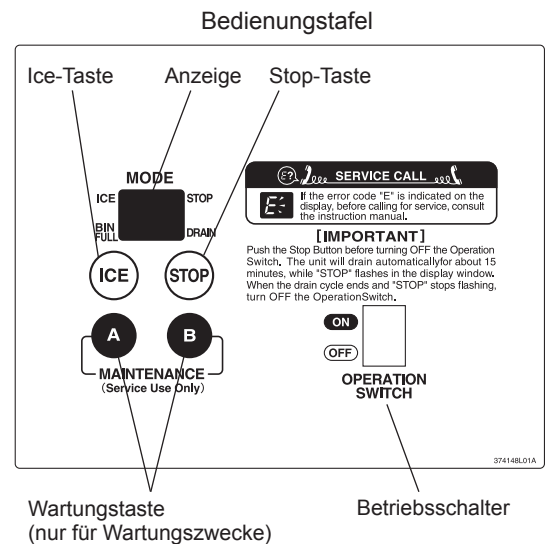 Bedienungstafel
Ice-Taste Anzeige Stop-Taste
MODE
ICE STOP
BIN FULL DRAIN
ICE STOP
A B
MAINTENANCE
(Service Use Only)
E? SERVICE CALL
E If the error code "E" is indicated on the
display, before calling for service, consult
the instruction manual.
[IMPORTANT]
Push the Stop Button before turning OFF the Operation
Switch. The unit will drain automaticallyfor about 15
minutes, while "STOP" flashes in the display window.
When the drain cycle ends and "STOP" stops flashing,
turn OFF the OperationSwitch.
ON
OFF
OPERATION
SWITCH
374148L01A
Wartungstaste
(nur für Wartungszwecke)
Betriebsschalter